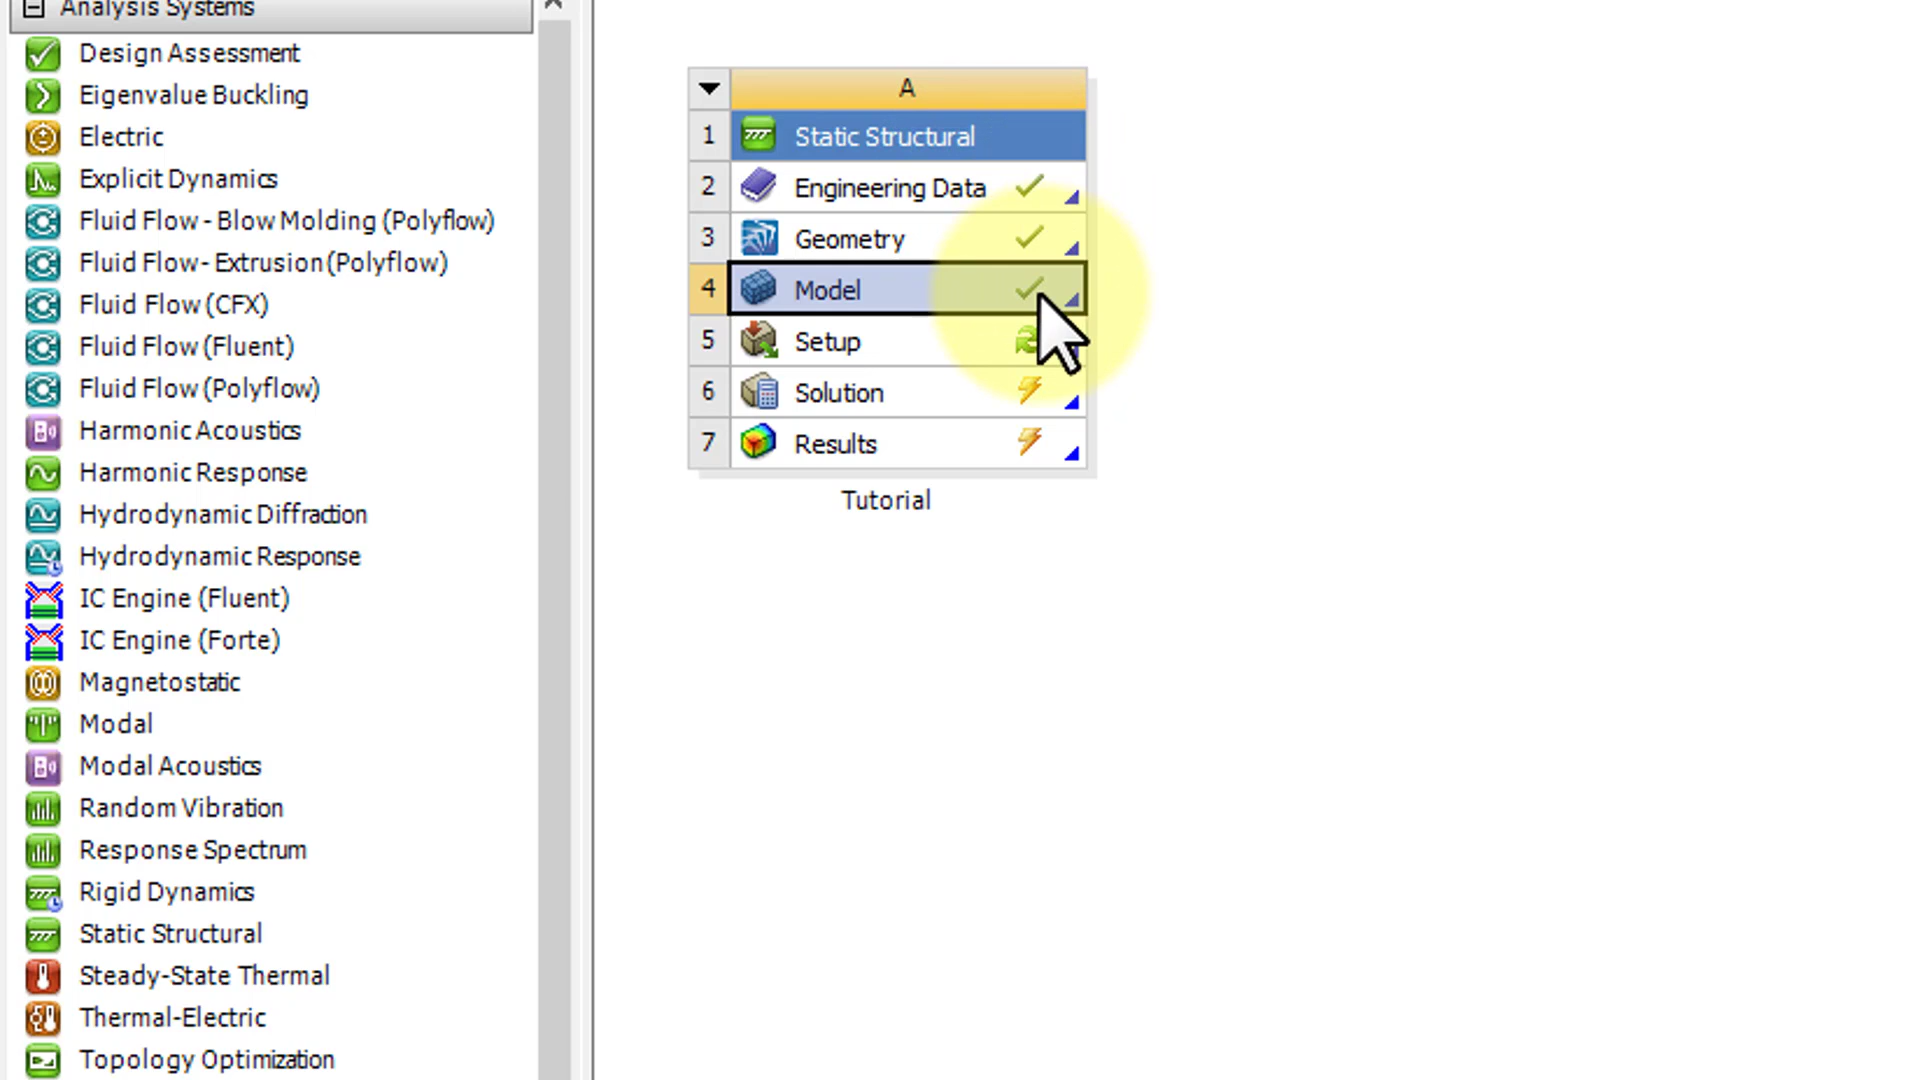 Analysis Systems
Design Assessment
Eigenvalue Buckling
Electric
Explicit Dynamics
Fluid Flow - Blow Molding (Polyflow)
Fluid Flow- Extrusion(Polyflow)
Fluid Flow (CFX)
Fluid Flow (Fluent)
Fluid Flow (Polyflow)
Harmonic Acoustics
Harmonic Response
Hydrodynamic Diffraction
Hydrodynamic Response
IC Engine (Fluent)
IC Engine (Forte)
Magnetostatic
Modal
Modal Acoustics
Random Vibration
Response Spectrum
Rigid Dynamics
Static Structural
Steady-State Thermal
Thermal-Electric
Topology Optimization
A
1 Static Structural
2 Engineering Data
3 Geometry
4 Model
5 Setup
6 Solution
7 Results
Tutorial